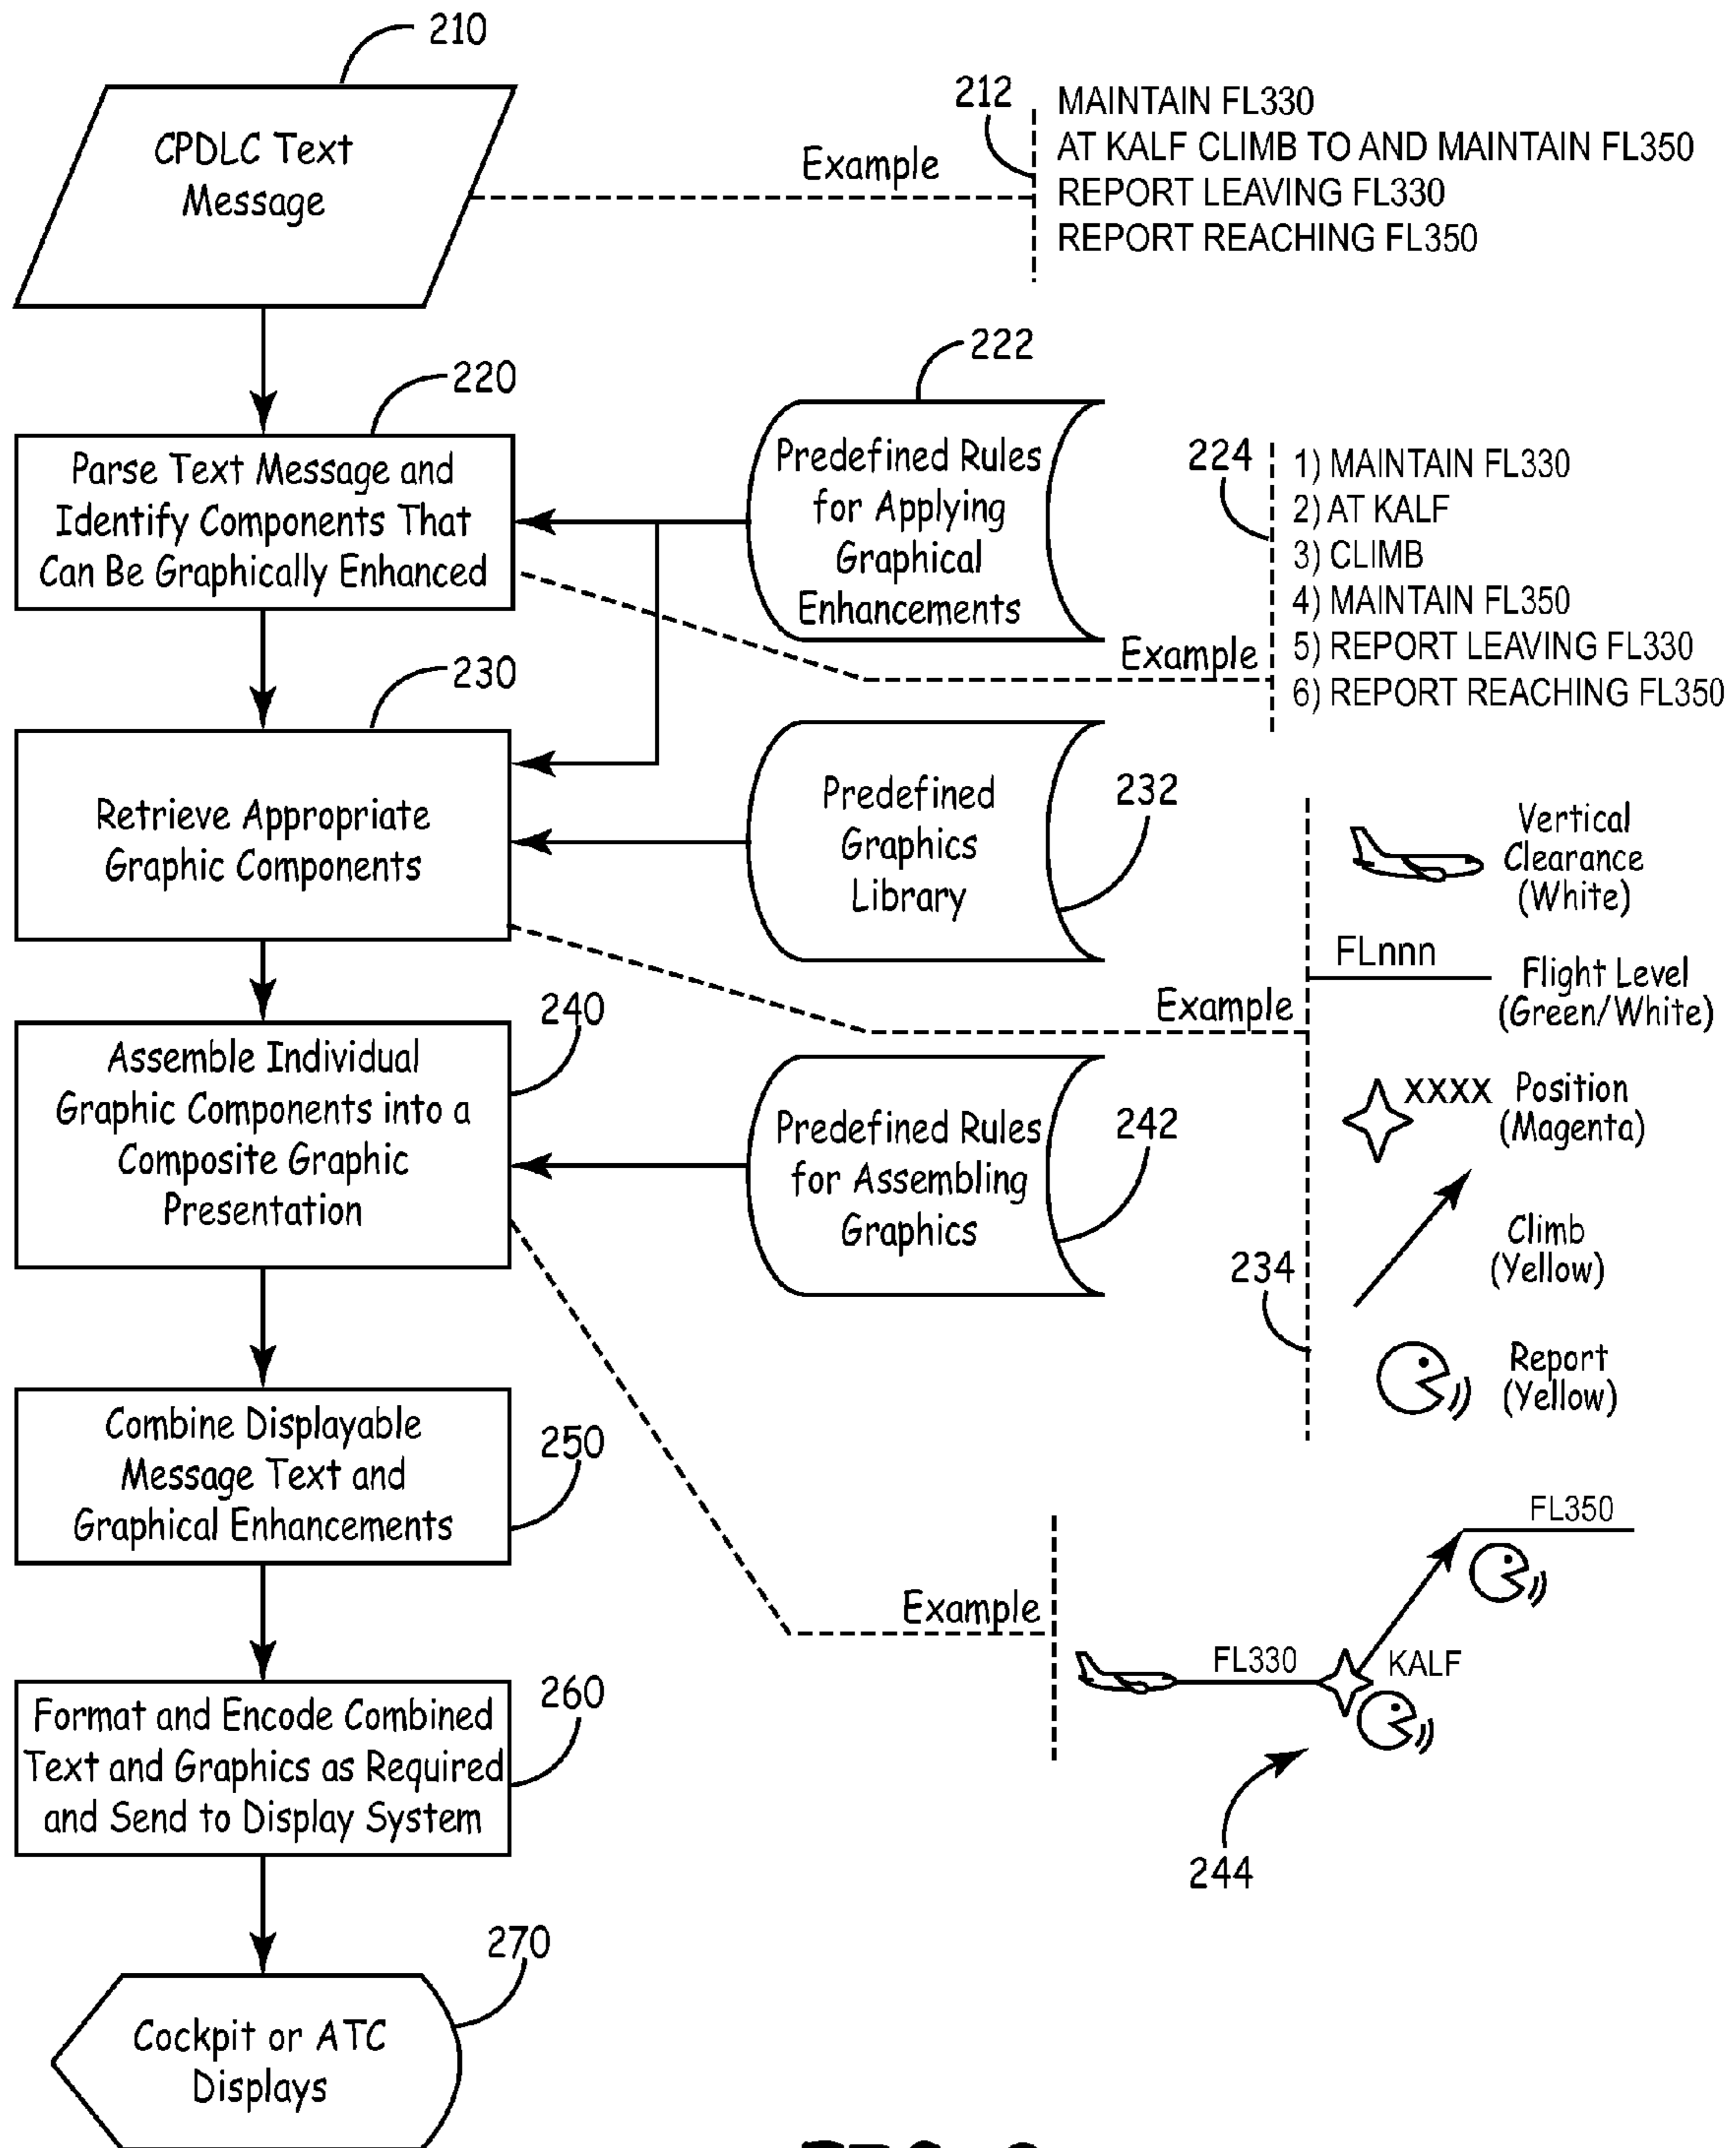 210
CPDLC Text
Message
Example
212
MAINTAIN FL330
AT KALF CLIMB TO AND MAINTAIN FL350
REPORT LEAVING FL330
REPORT REACHING FL350
220
Parse Text Message and
Identify Components That
Can Be Graphically Enhanced
222
Predefined Rules
for Applying
Graphical
Enhancements
224
Example
1) MAINTAIN FL330
2) AT KALF
3) CLIMB
4) MAINTAIN FL350
5) REPORT LEAVING FL330
6) REPORT REACHING FL350
230
Retrieve Appropriate
Graphic Components
Predefined
Graphics
Library
232
Example
Vertical
Clearance
(White)
FLnnn
Flight Level
(Green/White)
XXXX
Position
(Magenta)
Climb
(Yellow)
234
Report
(Yellow)
240
Assemble Individual
Graphic Components into a
Composite Graphic
Presentation
Predefined Rules
for Assembling
Graphics
242
Combine Displayable
Message Text and
Graphical Enhancements
250
Example
FL350
FL330
KALF
244
Format and Encode Combined
Text and Graphics as Required
and Send to Display System
260
270
Cockpit or ATC
Displays